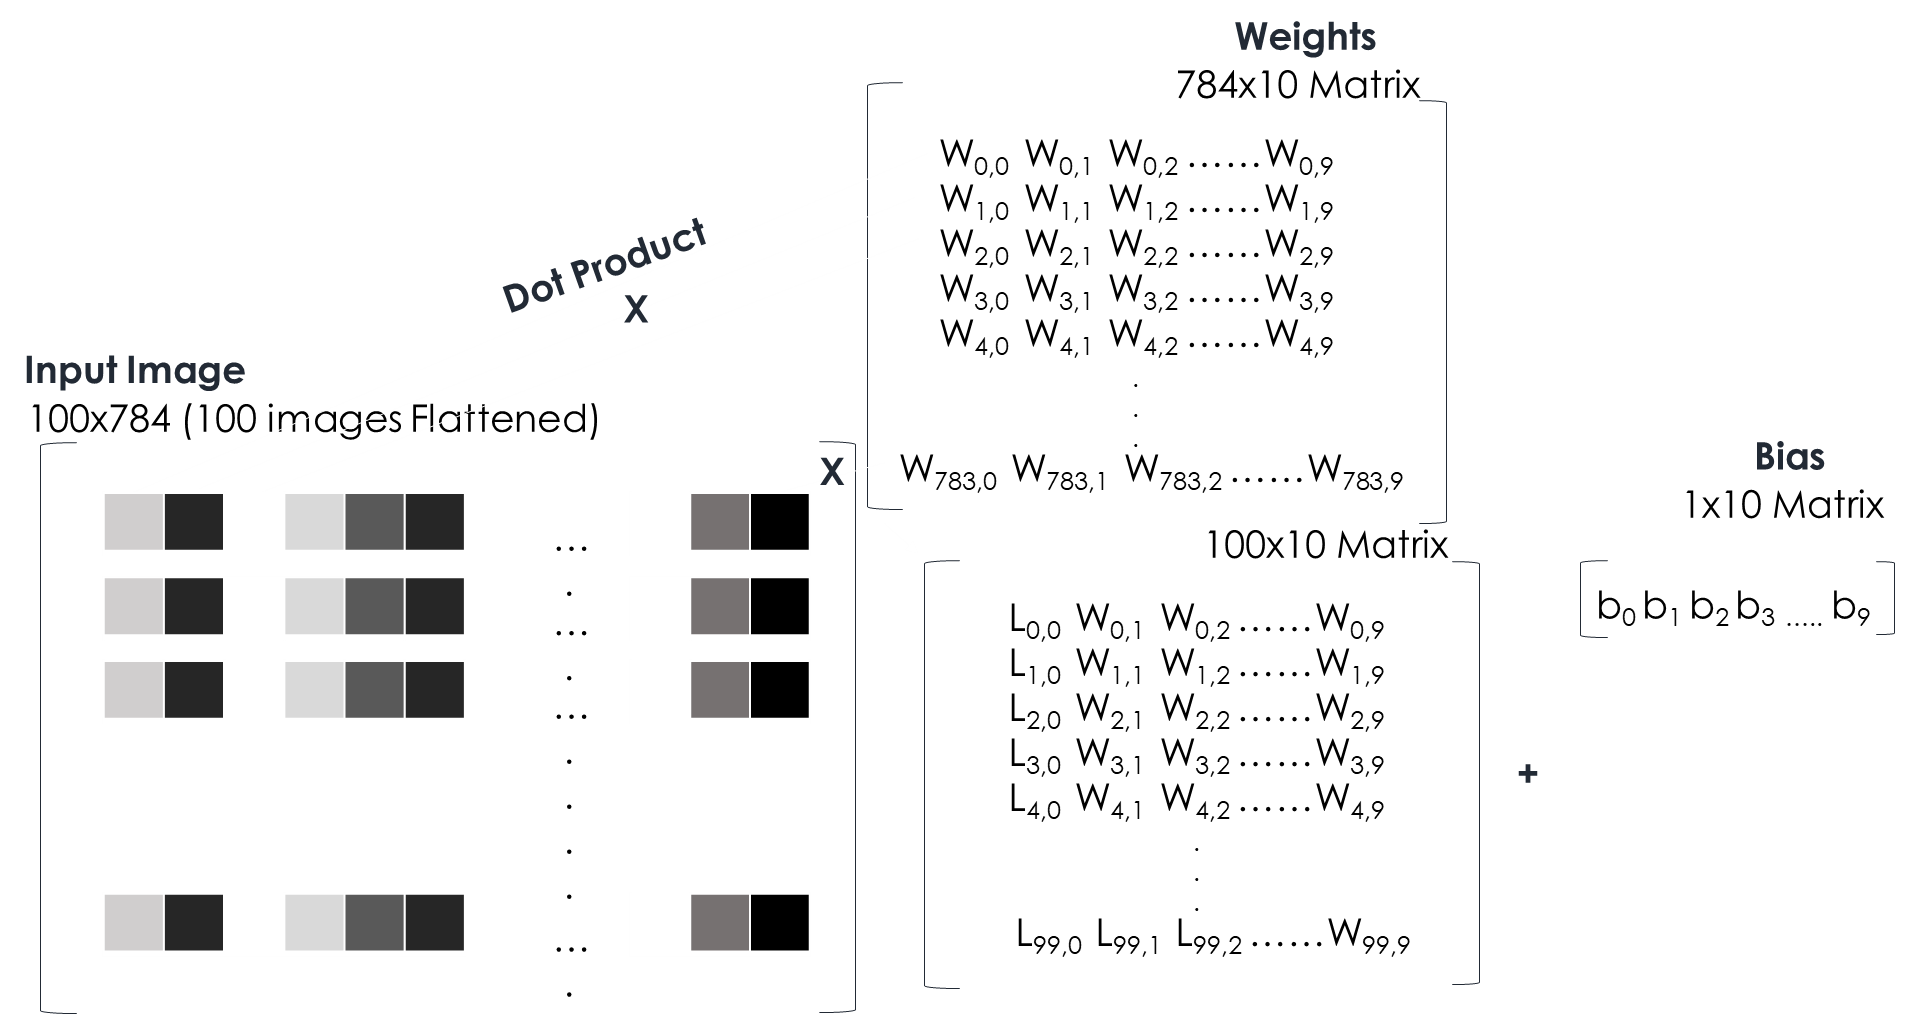 Weights
784x10 Matrix
W0,0 W0,1 W0,2 ...... W0,9
W1,0 W1,1 W1,2 ...... W1,9
W2,0 W2,1 W2,2 ...... W2,9
W3,0 W3,1 W3,2 ...... W3,9
W4,0 W4,1 W4,2 ...... W4,9
.
.
.
W783,0 W783,1 W783,2 ...... W783,9
Dot Product
X
Input Image
100x784 (100 images Flattened)
X
...
.
...
.
...
.
.
.
.
...
.
100x10 Matrix
L0,0 W0,1 W0,2 ...... W0,9
L1,0 W1,1 W1,2 ...... W1,9
L2,0 W2,1 W2,2 ...... W2,9
L3,0 W3,1 W3,2 ...... W3,9
L4,0 W4,1 W4,2 ...... W4,9
.
.
.
L99,0 L99,1 L99,2 ...... W99,9
+
Bias
1x10 Matrix
b0 b1 b2 b3 ..... b9